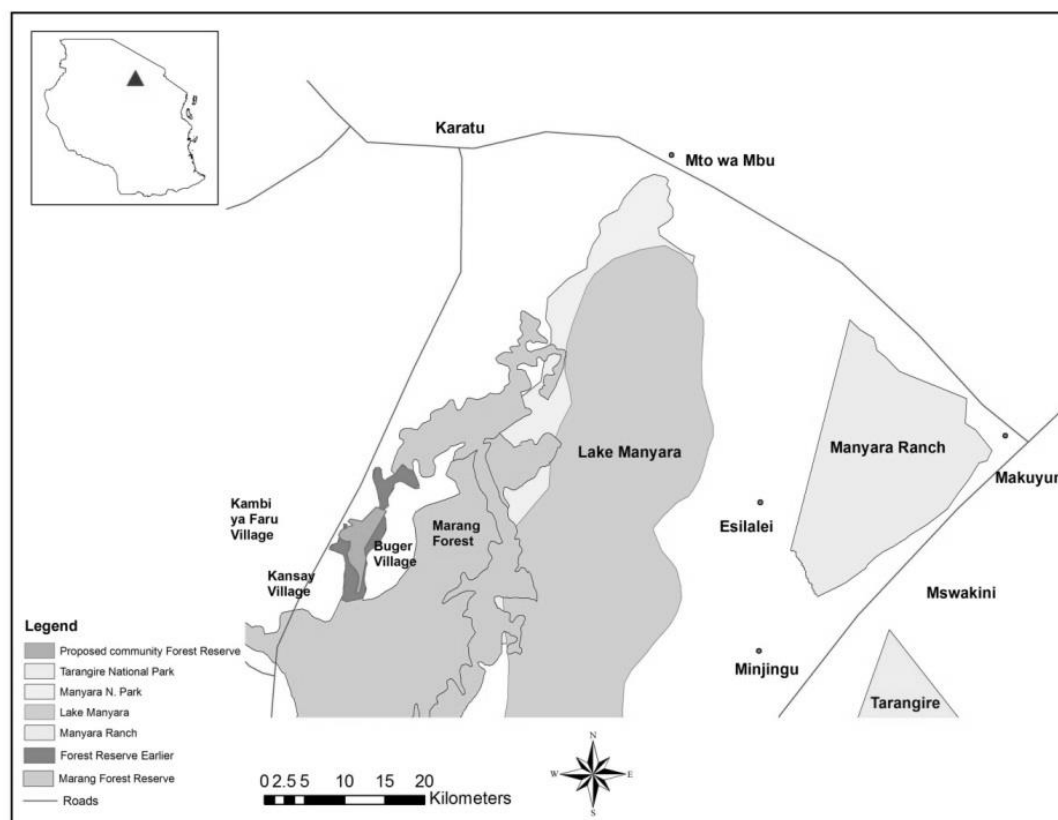 Karatu
Mto wa Mbu
Manyara Ranch
Lake Manyara
Makuyun
Kambi
ya Faru
Village
Marang
Forest
Esilalei
Buger
Village
Kansay
Village
Mswakini
Minjingu
Tarangire
Legend
Proposed community Forest Reserve
Tarangire National Park
Manyara N. Park
Lake Manyara
Manyara Ranch
Forest Reserve Earlier
Marang Forest Reserve
Roads
N
W E
S
0 2.5 5 10 15 20
Kilometers